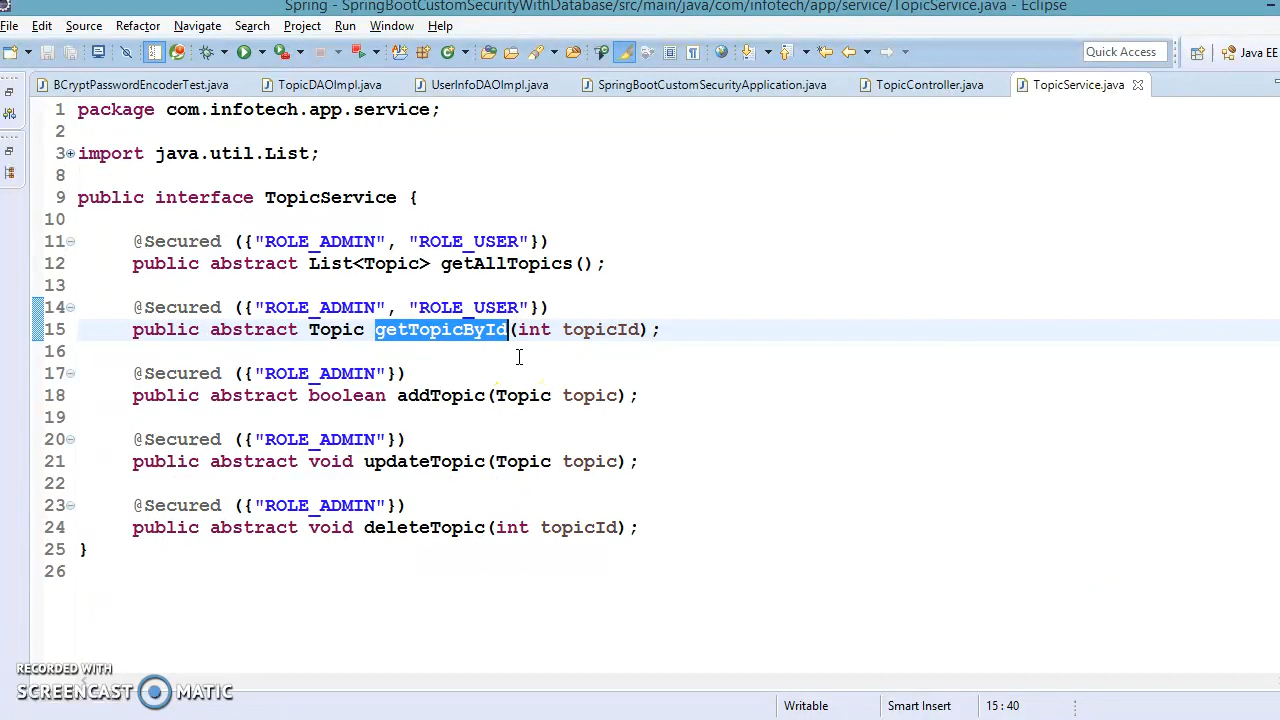 Spring - SpringBootCustomSecurityWithDatabase/src/main/java/com/infotech/app/service/TopicService.java - Eclipse
File Edit Source Refactor Navigate Search Project Run Window Help
Quick Access Java EE
BCryptPasswordEncoderTest.java TopicDAOImpl.java UserInfoDAOImpl.java SpringBootCustomSecurityApplication.java TopicController.java TopicService.java
1 package com.infotech.app.service;
2
3 import java.util.List;
8
9 public interface TopicService {
10
11 @Secured ({"ROLE_ADMIN", "ROLE_USER"})
12 public abstract List<Topic> getAllTopics();
13
14 @Secured ({"ROLE_ADMIN", "ROLE_USER"})
15 public abstract Topic getTopicById(int topicId);
16
17 @Secured ({"ROLE_ADMIN"})
18 public abstract boolean addTopic(Topic topic);
19
20 @Secured ({"ROLE_ADMIN"})
21 public abstract void updateTopic(Topic topic);
22
23 @Secured ({"ROLE_ADMIN"})
24 public abstract void deleteTopic(int topicId);
25 }
26
RECORDED WITH
SCREENCAST MATIC
Writable Smart Insert 15 : 40